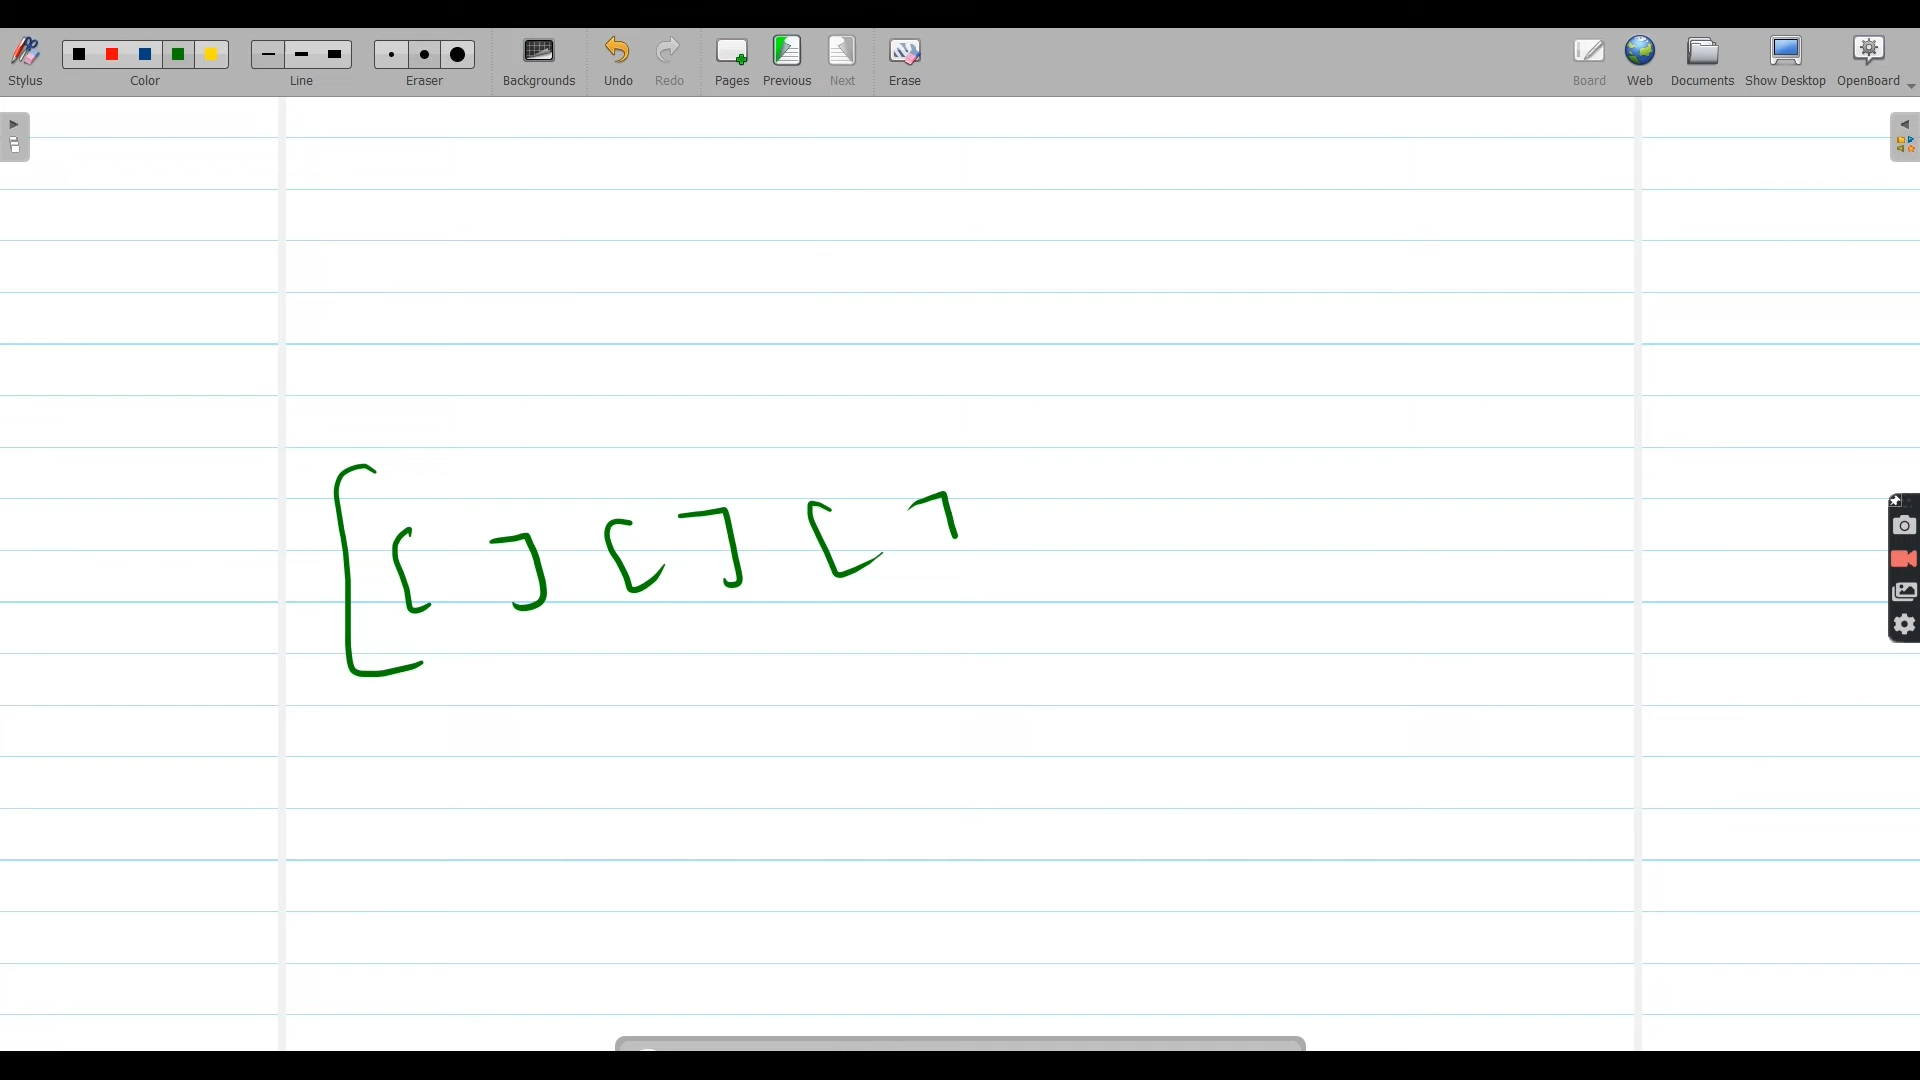 Stylus Color Line Eraser Backgrounds Undo Redo Pages Previous Next Erase Board Web Documents Show Desktop OpenBoard
[ [ ] [ ] [ ]